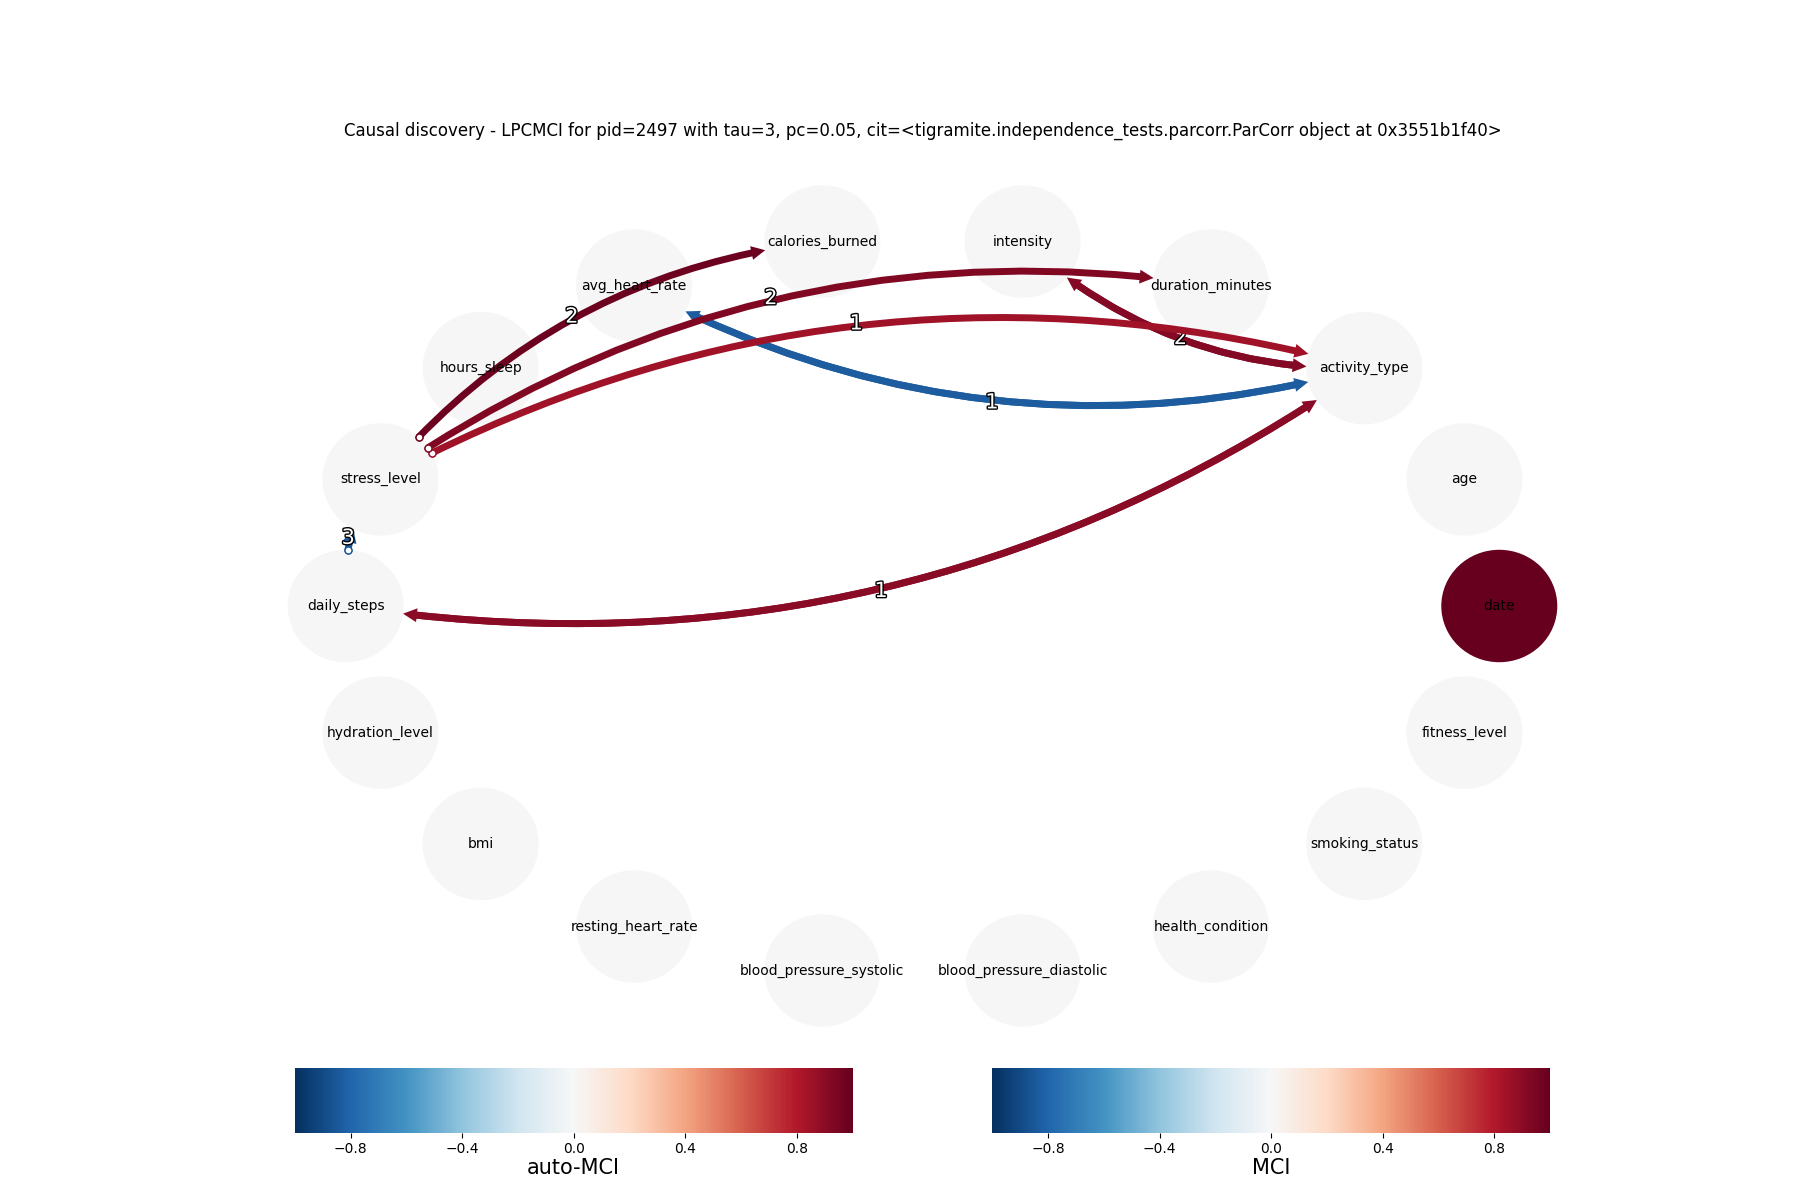 Causal discovery - LPCMCI for pid=2497 with tau=3, pc=0.05, cit=<tigramite.independence_tests.parcorr.ParCorr object at 0x3551b1f40>
calories_burned
intensity
avg_heart_rate
duration_minutes
2
2
1
2
hours_sleep
activity_type
1
stress_level
age
3
daily_steps
date
1
hydration_level
fitness_level
bmi
smoking_status
resting_heart_rate
health_condition
blood_pressure_systolic
blood_pressure_diastolic
−0.8 −0.4 0.0 0.4 0.8
auto-MCI
−0.8 −0.4 0.0 0.4 0.8
MCI